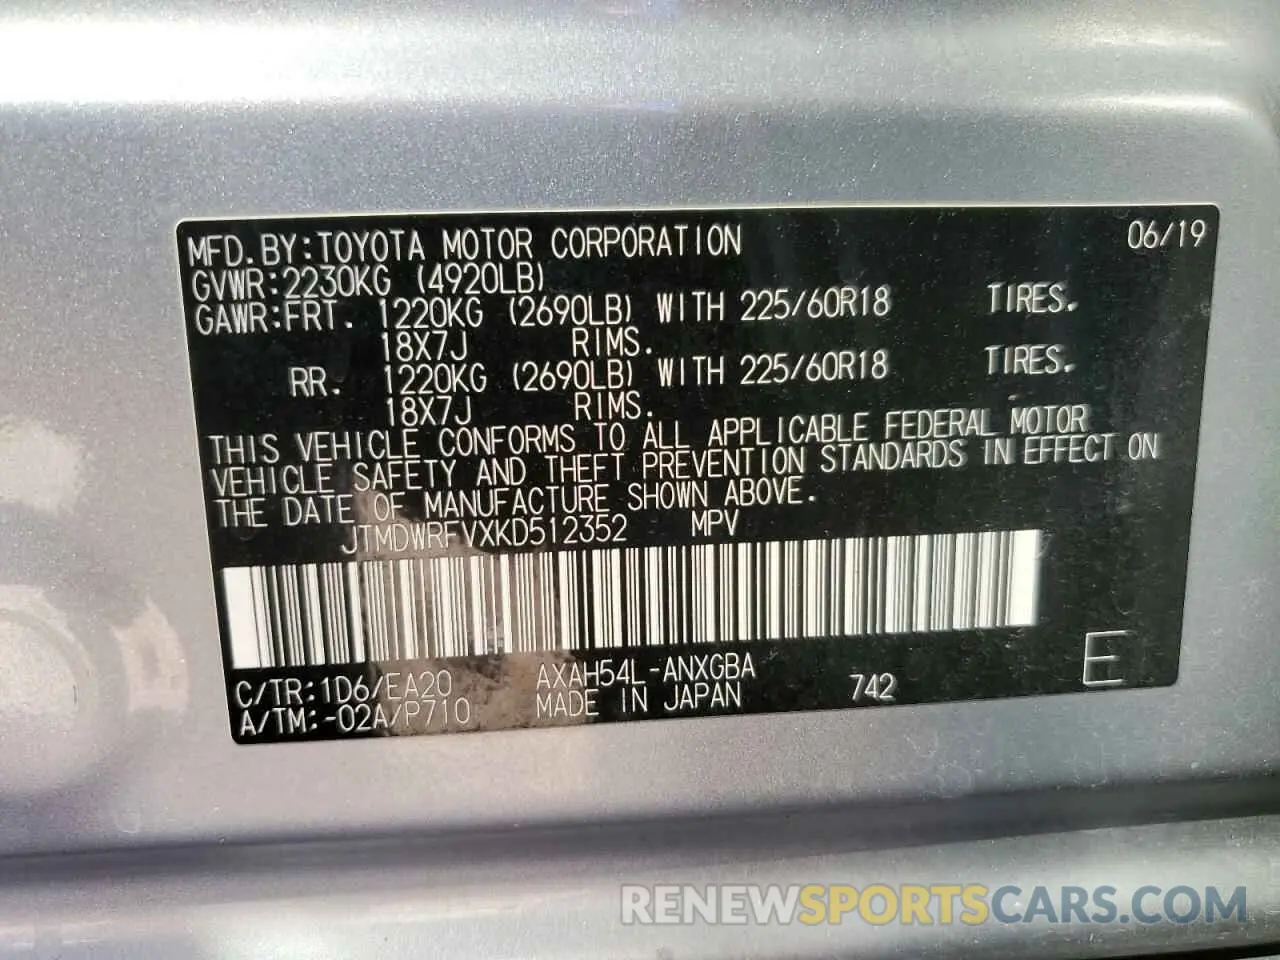 MFD.BY:TOYOTA MOTOR CORPORATION 06/19
GVWR:2230KG (4920LB)
GAWR:FRT. 1220KG (2690LB) WITH 225/60R18 TIRES.
18X7J RIMS.
RR. 1220KG (2690LB) WITH 225/60R18 TIRES.
18X7J RIMS.
THIS VEHICLE CONFORMS TO ALL APPLICABLE FEDERAL MOTOR
VEHICLE SAFETY AND THEFT PREVENTION STANDARDS IN EFFECT ON
THE DATE OF MANUFACTURE SHOWN ABOVE.
JTMDWRFVXKD512352 MPV
C/TR:1D6/EA20 AXAH54L-ANXGBA
A/TM:-02A/P710 MADE IN JAPAN 742 E
RENEWSPORTSCARS.COM